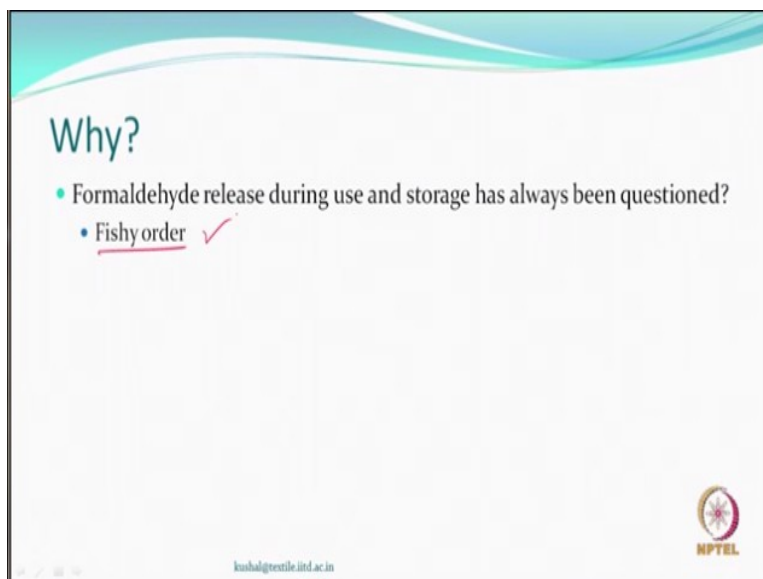 Why?
• Formaldehyde release during use and storage has always been questioned?
• Fishy order
NPTEL
kushal@textile.iitd.ac.in